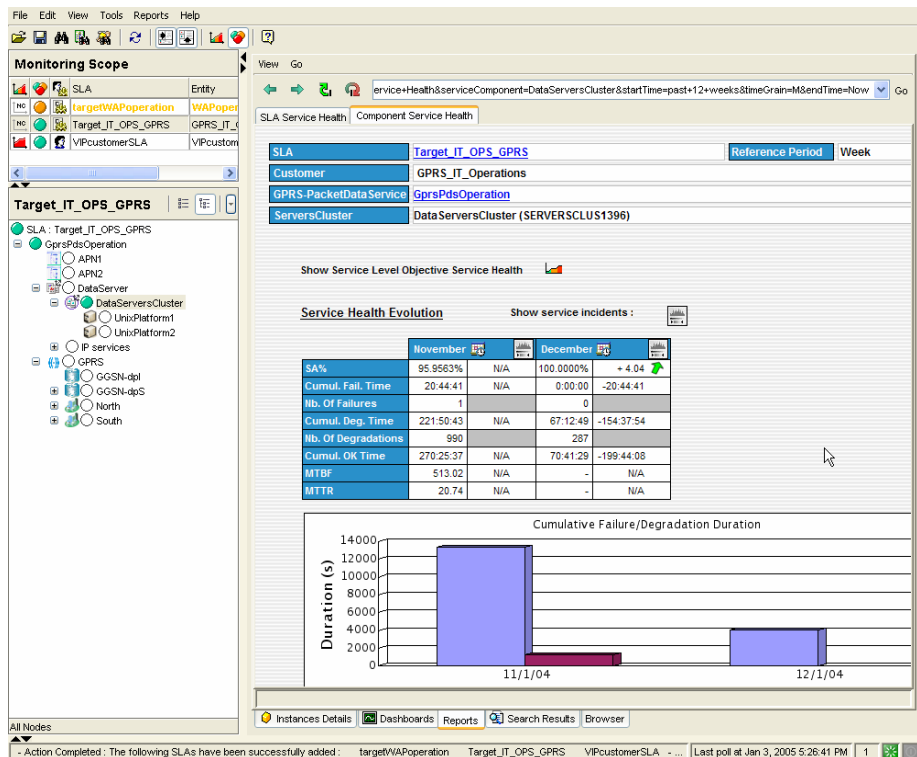 File Edit View Tools Reports Help
Monitoring Scope
SLA Entity
NC targetWAPoperation WAPoper
NC Target_IT_OPS_GPRS GPRS_IT_(
VIPcustomerSLA VIPcustom
Target_IT_OPS_GPRS
SLA : Target_IT_OPS_GPRS
GprsPdsOperation
APN1
APN2
DataServer
DataServersCluster
UnixPlatform1
UnixPlatform2
IP services
GPRS
GGSN-dpI
GGSN-dpS
North
South
All Nodes
View Go
ervice+Health&serviceComponent=DataServersCluster&startTime=past+12+weeks&timeGrain=M&endTime=Now Go
SLA Service Health Component Service Health
SLA Target_IT_OPS_GPRS Reference Period Week
Customer GPRS_IT_Operations
GPRS-PacketDataService GprsPdsOperation
ServersCluster DataServersCluster (SERVERSCLUS1396)
Show Service Level Objective Service Health
Service Health Evolution Show service incidents :
November December
SA% 95.9563% N/A 100.0000% + 4.04
Cumul. Fail. Time 20:44:41 N/A 0:00:00 -20:44:41
Nb. Of Failures 1 0
Cumul. Deg. Time 221:50:43 N/A 67:12:49 -154:37:54
Nb. Of Degradations 990 287
Cumul. OK Time 270:25:37 N/A 70:41:29 -199:44:08
MTBF 513.02 N/A - N/A
MTTR 20.74 N/A - N/A
Cumulative Failure/Degradation Duration
Duration (s)
14000
12000
10000
8000
6000
4000
2000
0
11/1/04 12/1/04
Instances Details Dashboards Reports Search Results Browser
- Action Completed : The following SLAs have been successfully added : targetWAPoperation Target_IT_OPS_GPRS VIPcustomerSLA - ... Last poll at Jan 3, 2005 5:26:41 PM 1